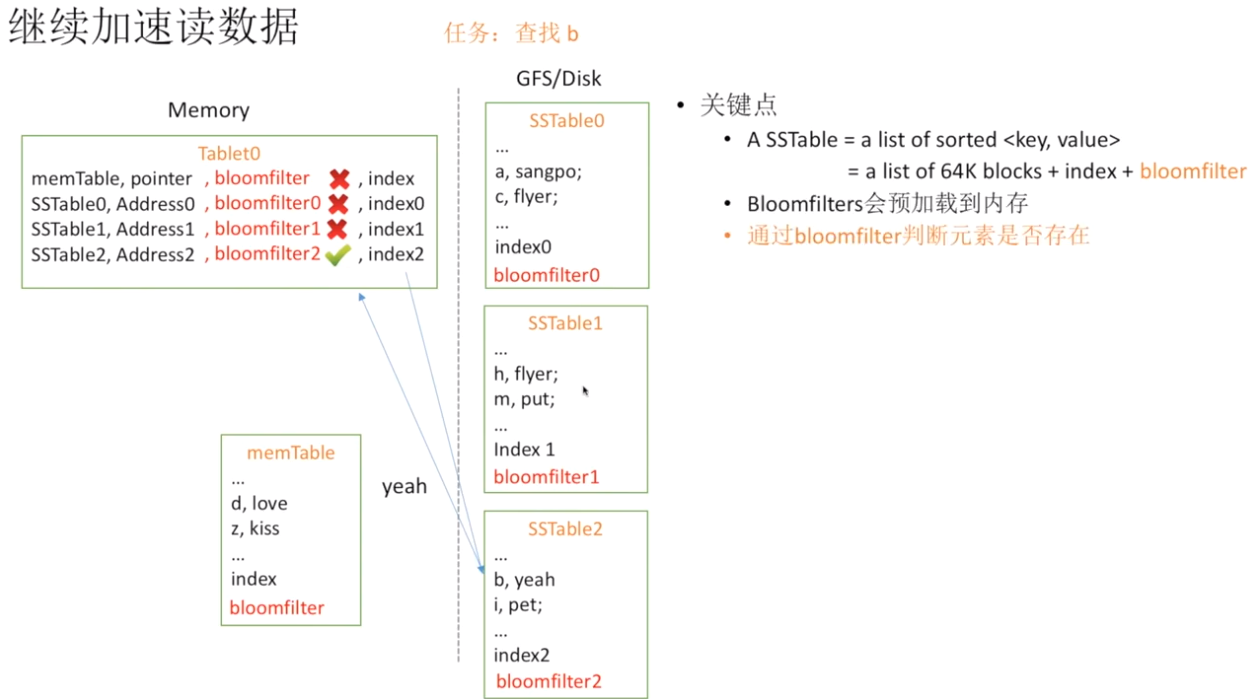 继续加速读数据
任务：查找 b
Memory
Tablet0
memTable, pointer , bloomfilter , index
SSTable0, Address0 , bloomfilter0 , index0
SSTable1, Address1 , bloomfilter1 , index1
SSTable2, Address2 , bloomfilter2 , index2
memTable
...
d, love
z, kiss
...
index
bloomfilter
yeah
GFS/Disk
SSTable0
...
a, sangpo;
c, flyer;
...
index0
bloomfilter0
SSTable1
...
h, flyer;
m, put;
...
Index 1
bloomfilter1
SSTable2
...
b, yeah
i, pet;
...
index2
bloomfilter2
• 关键点
• A SSTable = a list of sorted <key, value>
= a list of 64K blocks + index + bloomfilter
• Bloomfilters会预加载到内存
• 通过bloomfilter判断元素是否存在